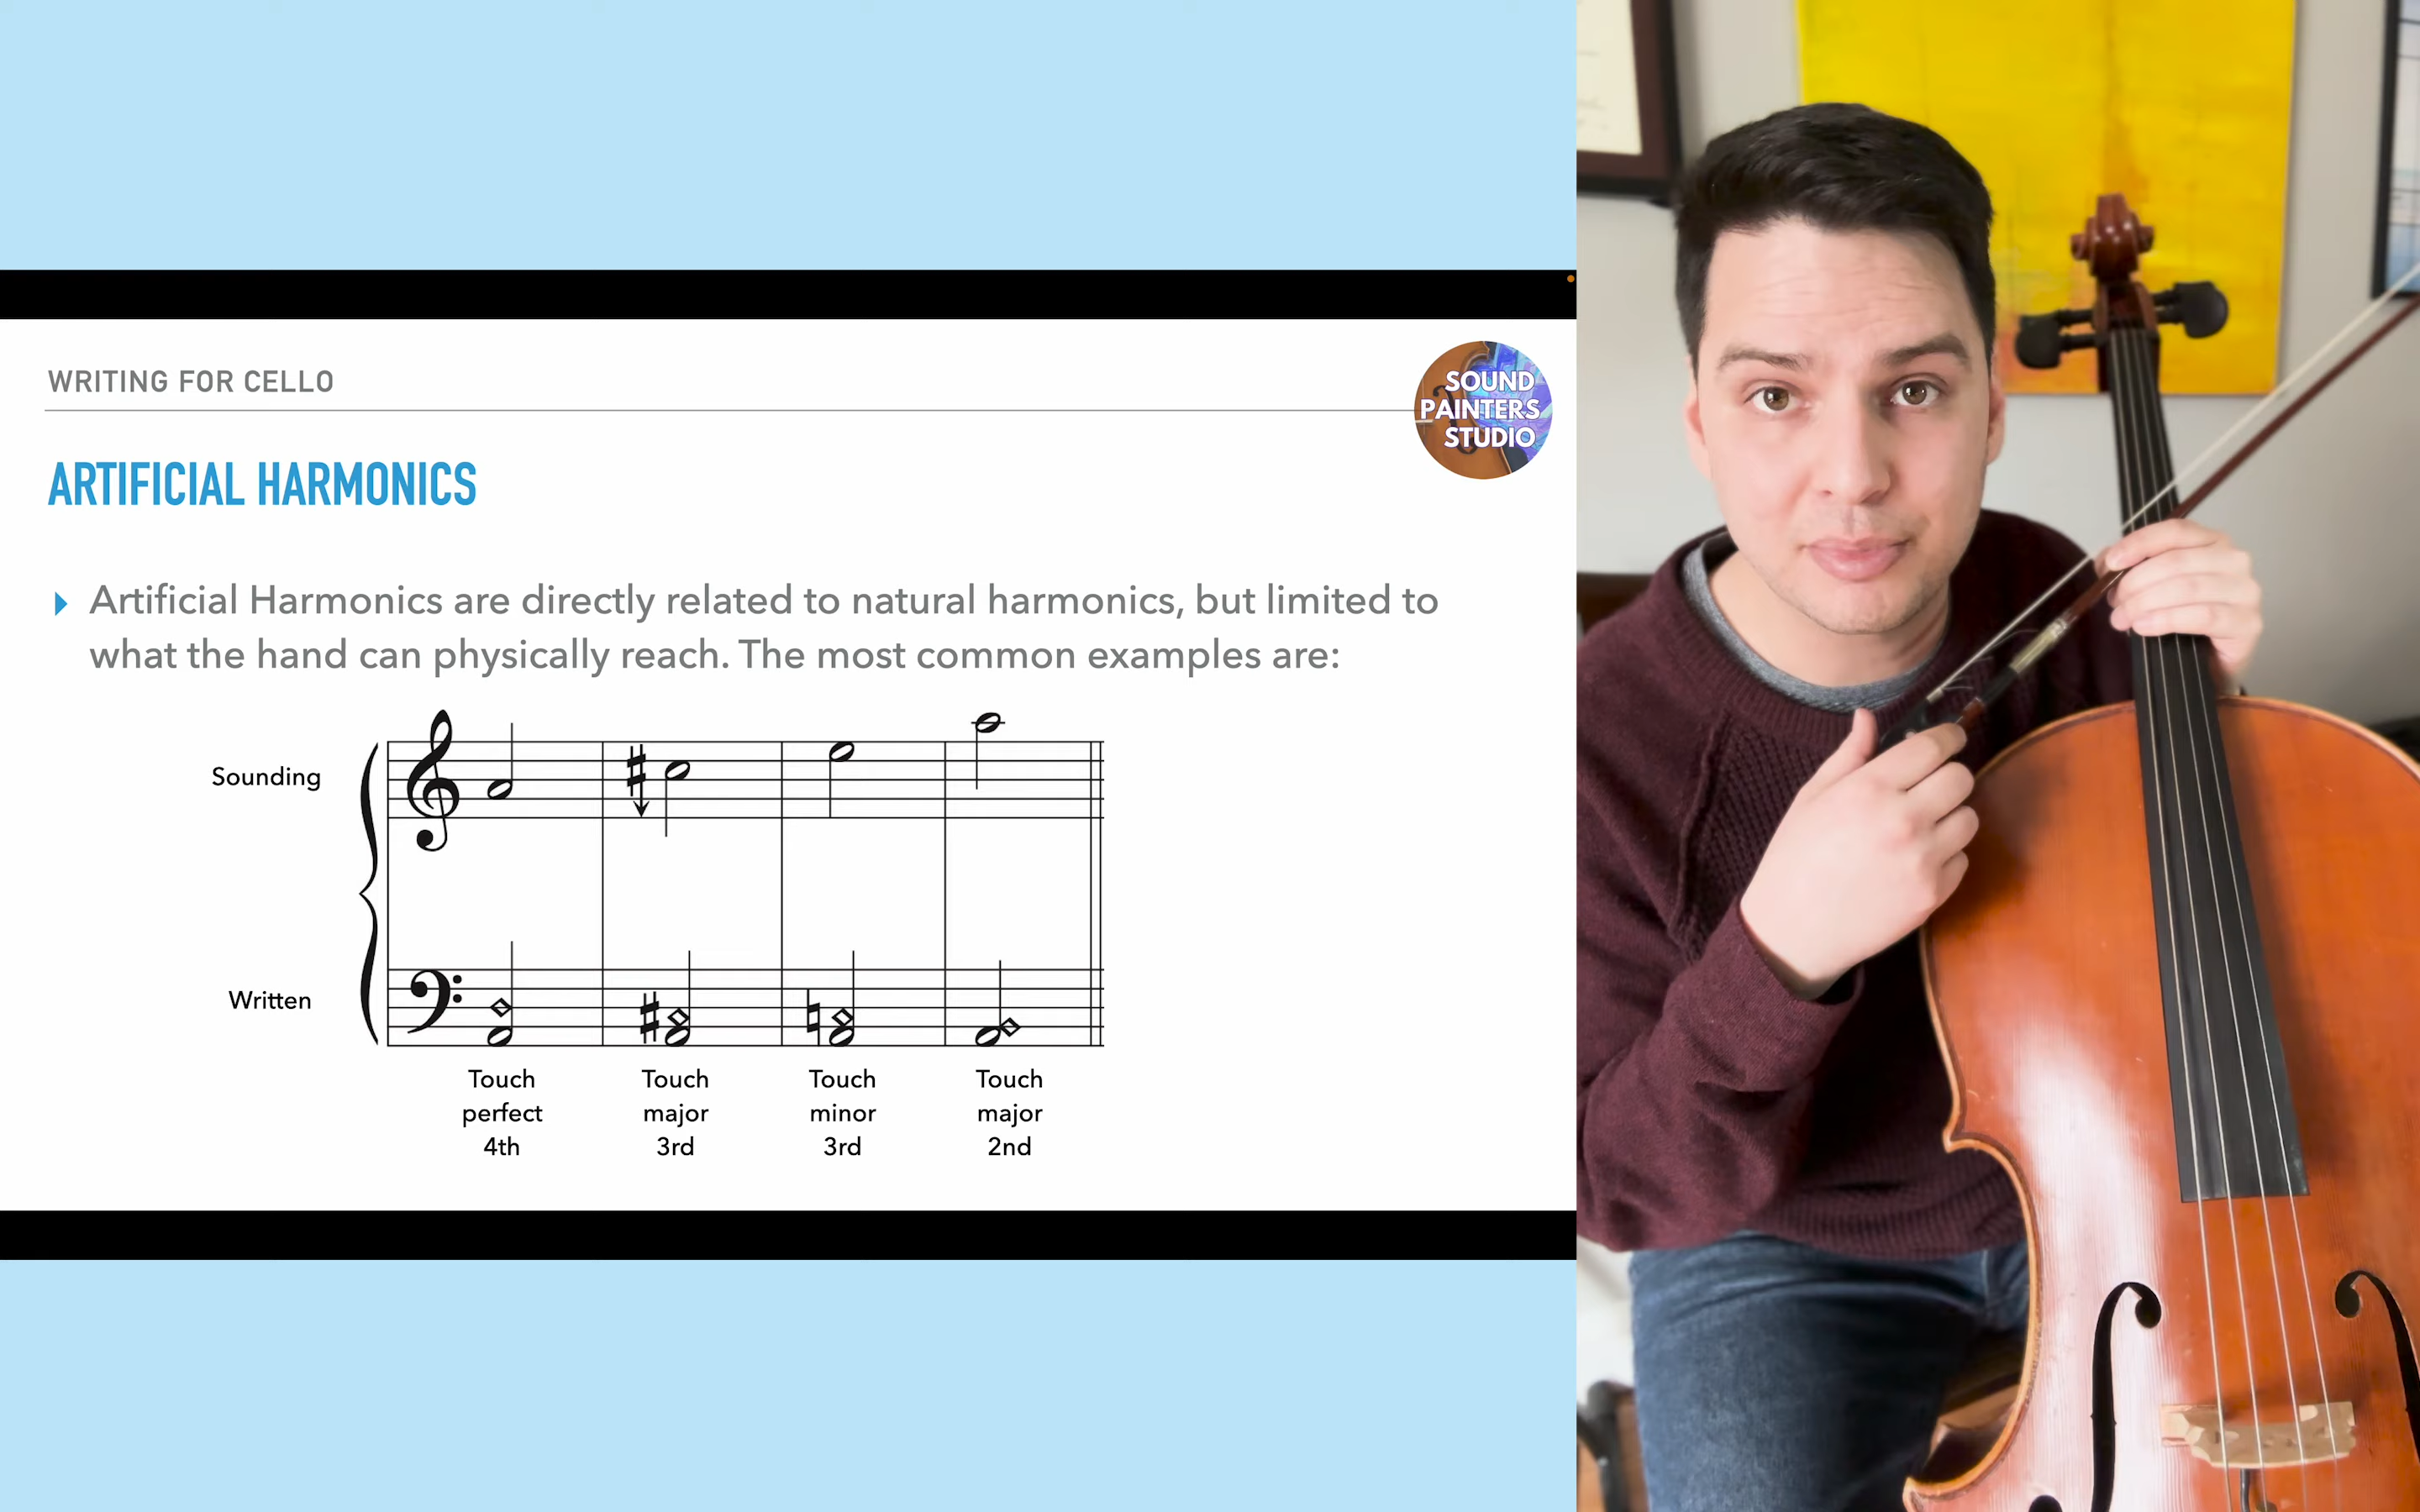 WRITING FOR CELLO
SOUND
PAINTERS
STUDIO
ARTIFICIAL HARMONICS
Artificial Harmonics are directly related to natural harmonics, but limited to
what the hand can physically reach. The most common examples are:
Sounding
Written
Touch
perfect
4th
Touch
major
3rd
Touch
minor
3rd
Touch
major
2nd